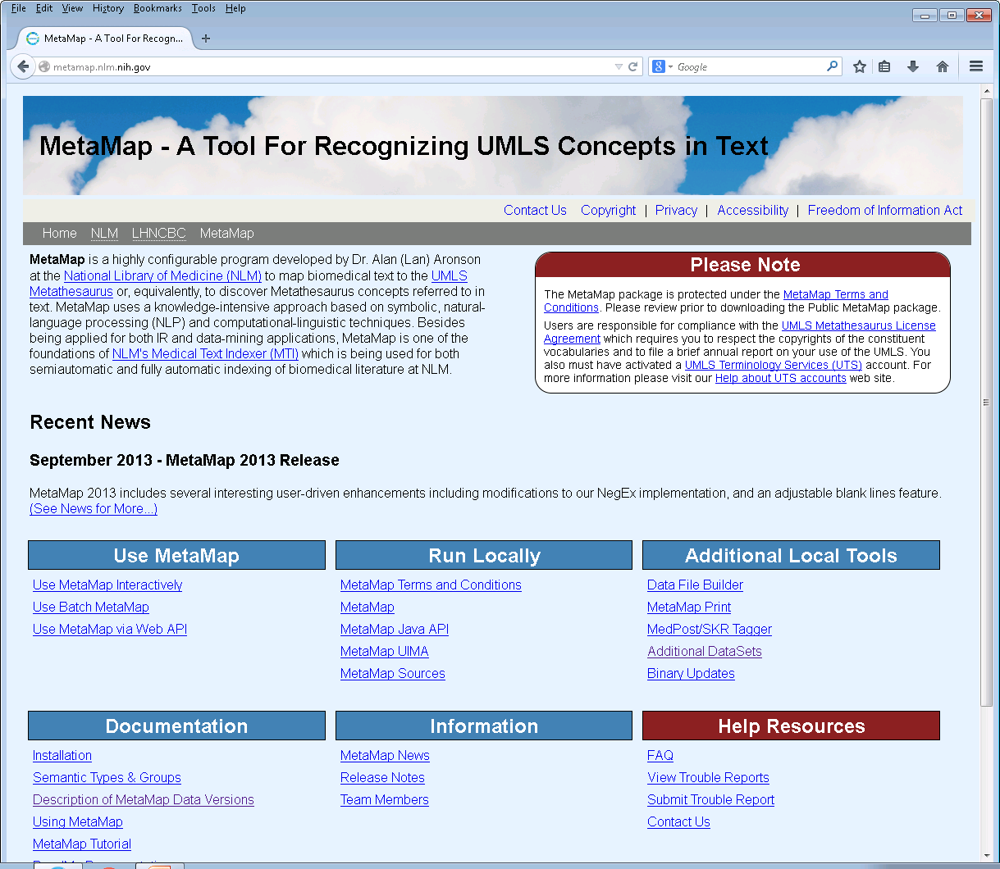 File Edit View History Bookmarks Tools Help
MetaMap - A Tool For Recogn...
metamap.nlm.nih.gov
Google
MetaMap - A Tool For Recognizing UMLS Concepts in Text
Contact Us Copyright | Privacy | Accessibility | Freedom of Information Act
Home NLM LHNCBC MetaMap
MetaMap is a highly configurable program developed by Dr. Alan (Lan) Aronson
at the National Library of Medicine (NLM) to map biomedical text to the UMLS
Metathesaurus or, equivalently, to discover Metathesaurus concepts referred to in
text. MetaMap uses a knowledge-intensive approach based on symbolic, natural-
language processing (NLP) and computational-linguistic techniques. Besides
being applied for both IR and data-mining applications, MetaMap is one of the
foundations of NLM's Medical Text Indexer (MTI) which is being used for both
semiautomatic and fully automatic indexing of biomedical literature at NLM.
Please Note
The MetaMap package is protected under the MetaMap Terms and
Conditions. Please review prior to downloading the Public MetaMap package.
Users are responsible for compliance with the UMLS Metathesaurus License
Agreement which requires you to respect the copyrights of the constituent
vocabularies and to file a brief annual report on your use of the UMLS. You
also must have activated a UMLS Terminology Services (UTS) account. For
more information please visit our Help about UTS accounts web site.
Recent News
September 2013 - MetaMap 2013 Release
MetaMap 2013 includes several interesting user-driven enhancements including modifications to our NegEx implementation, and an adjustable blank lines feature.
(See News for More...)
Use MetaMap
Use MetaMap Interactively
Use Batch MetaMap
Use MetaMap via Web API
Run Locally
MetaMap Terms and Conditions
MetaMap
MetaMap Java API
MetaMap UIMA
MetaMap Sources
Additional Local Tools
Data File Builder
MetaMap Print
MedPost/SKR Tagger
Additional DataSets
Binary Updates
Documentation
Installation
Semantic Types & Groups
Description of MetaMap Data Versions
Using MetaMap
MetaMap Tutorial
Information
MetaMap News
Release Notes
Team Members
Help Resources
FAQ
View Trouble Reports
Submit Trouble Report
Contact Us